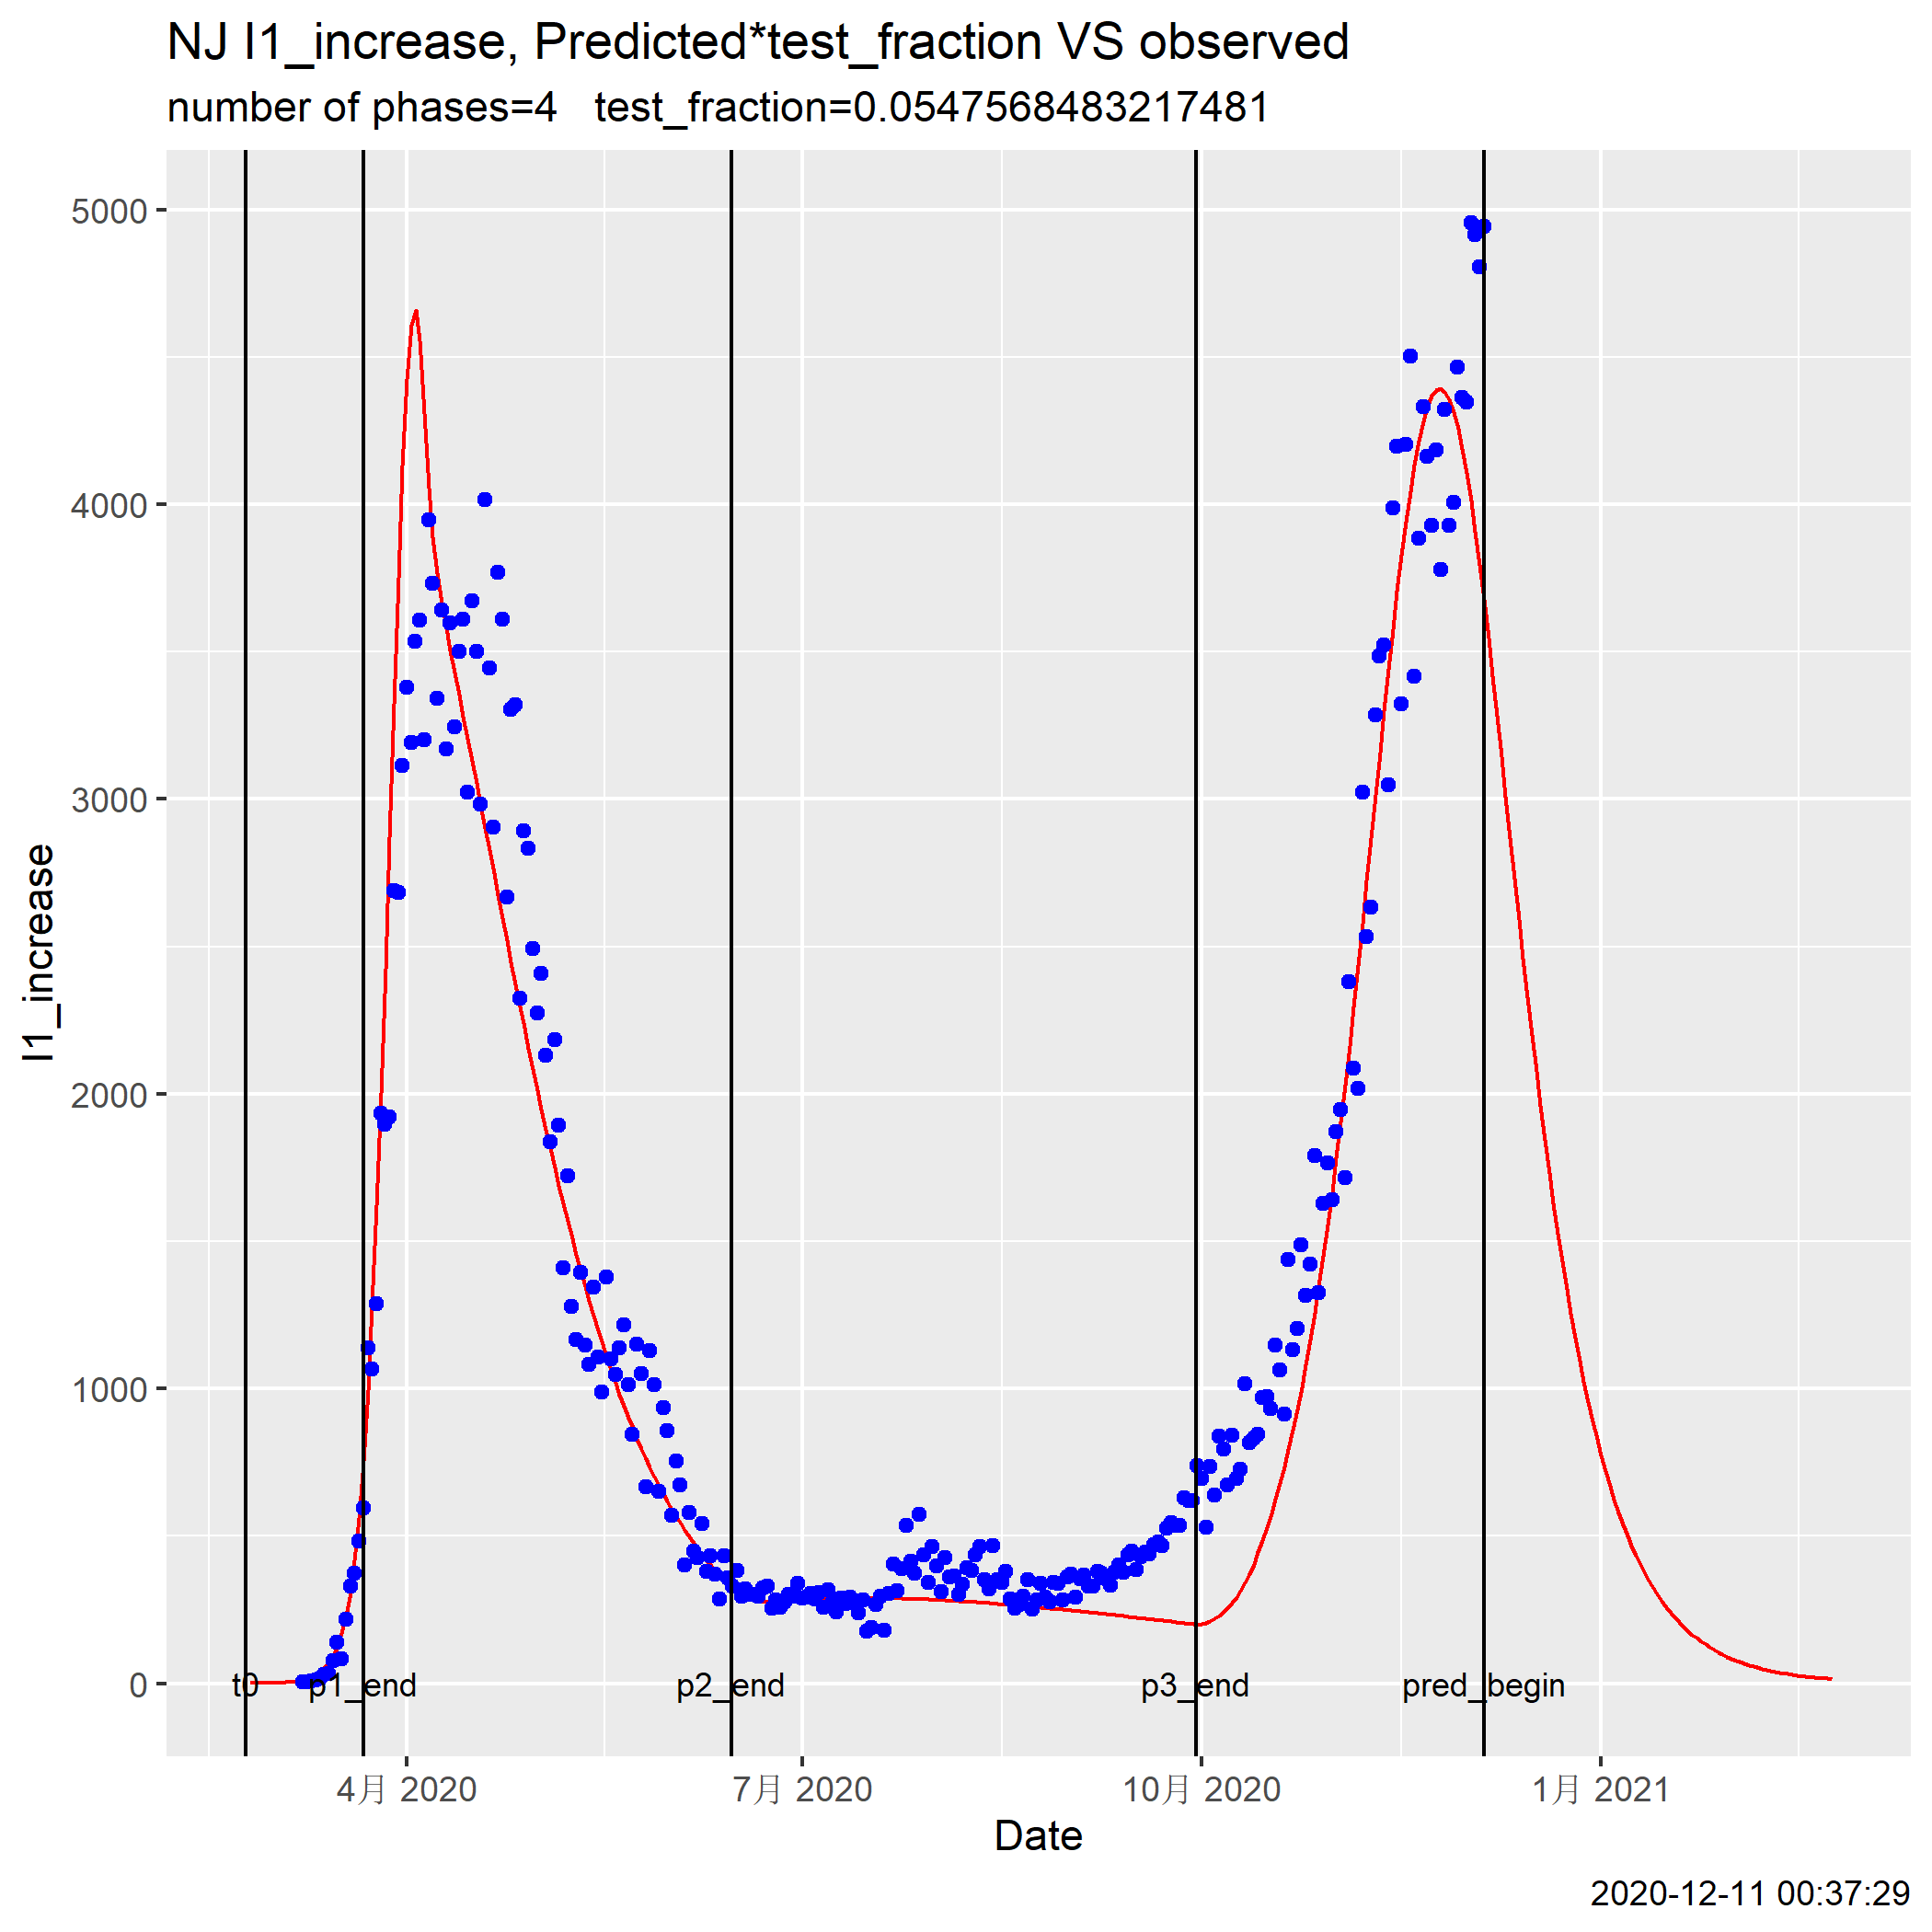 NJ I1_increase, Predicted*test_fraction VS observed
number of phases=4   test_fraction=0.0547568483217481
5000
4000
3000
2000
1000
0
I1_increase
t0
p1_end
p2_end
p3_end
pred_begin
4月 2020
7月 2020
10月 2020
1月 2021
Date
2020-12-11 00:37:29